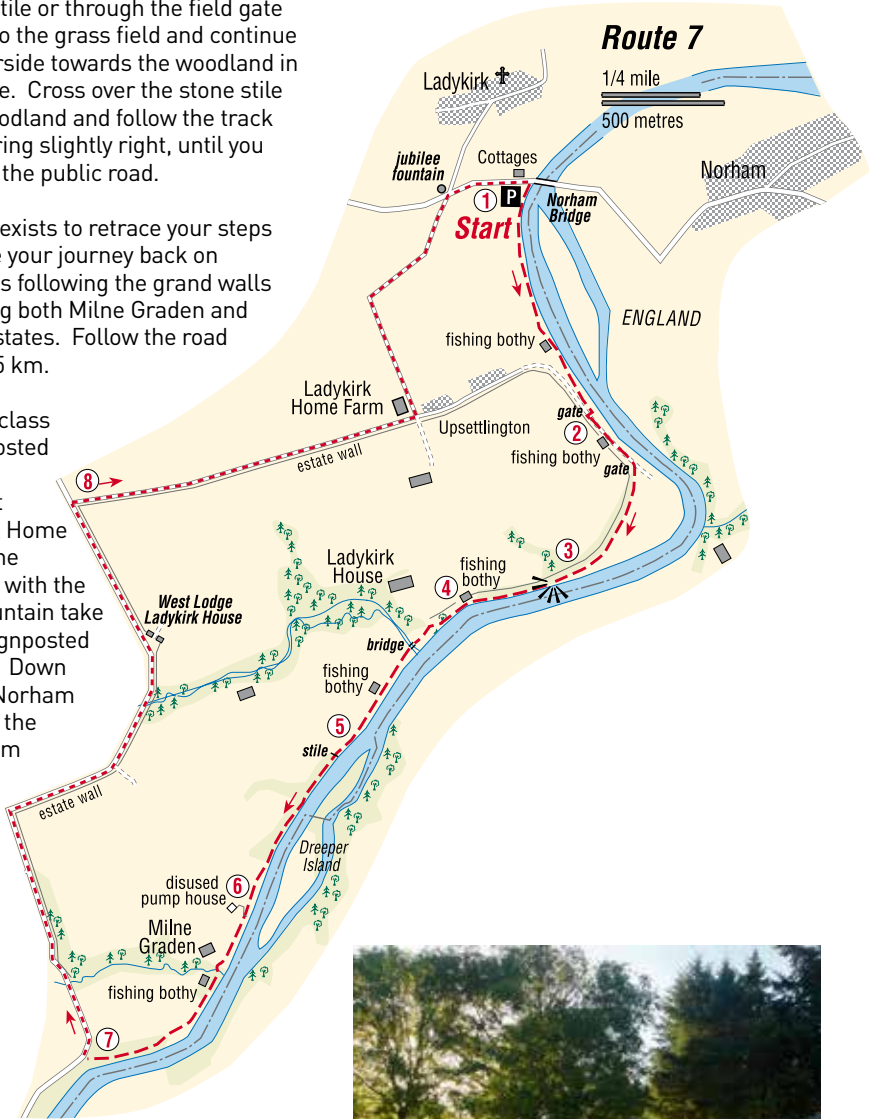 tile or through the field gate
o the grass field and continue
rside towards the woodland in
e. Cross over the stone stile
odland and follow the track
ring slightly right, until you
the public road.
exists to retrace your steps
e your journey back on
s following the grand walls
g both Milne Graden and
states. Follow the road
5 km.
class
osted
t
Home
ne
with the
untain take
gnposted
Down
Norham
the
m
Route 7
1/4 mile
500 metres
Ladykirk
Norham
jubilee
fountain
Cottages
1
P
Start
Norham
Bridge
ENGLAND
fishing bothy
Ladykirk
Home Farm
Upsettlington
gate
2
fishing bothy
gate
estate wall
8
3
Ladykirk
House
fishing
bothy
4
West Lodge
Ladykirk House
bridge
fishing
bothy
5
stile
estate wall
Dreeper
Island
disused
pump house
6
Milne
Graden
fishing bothy
7